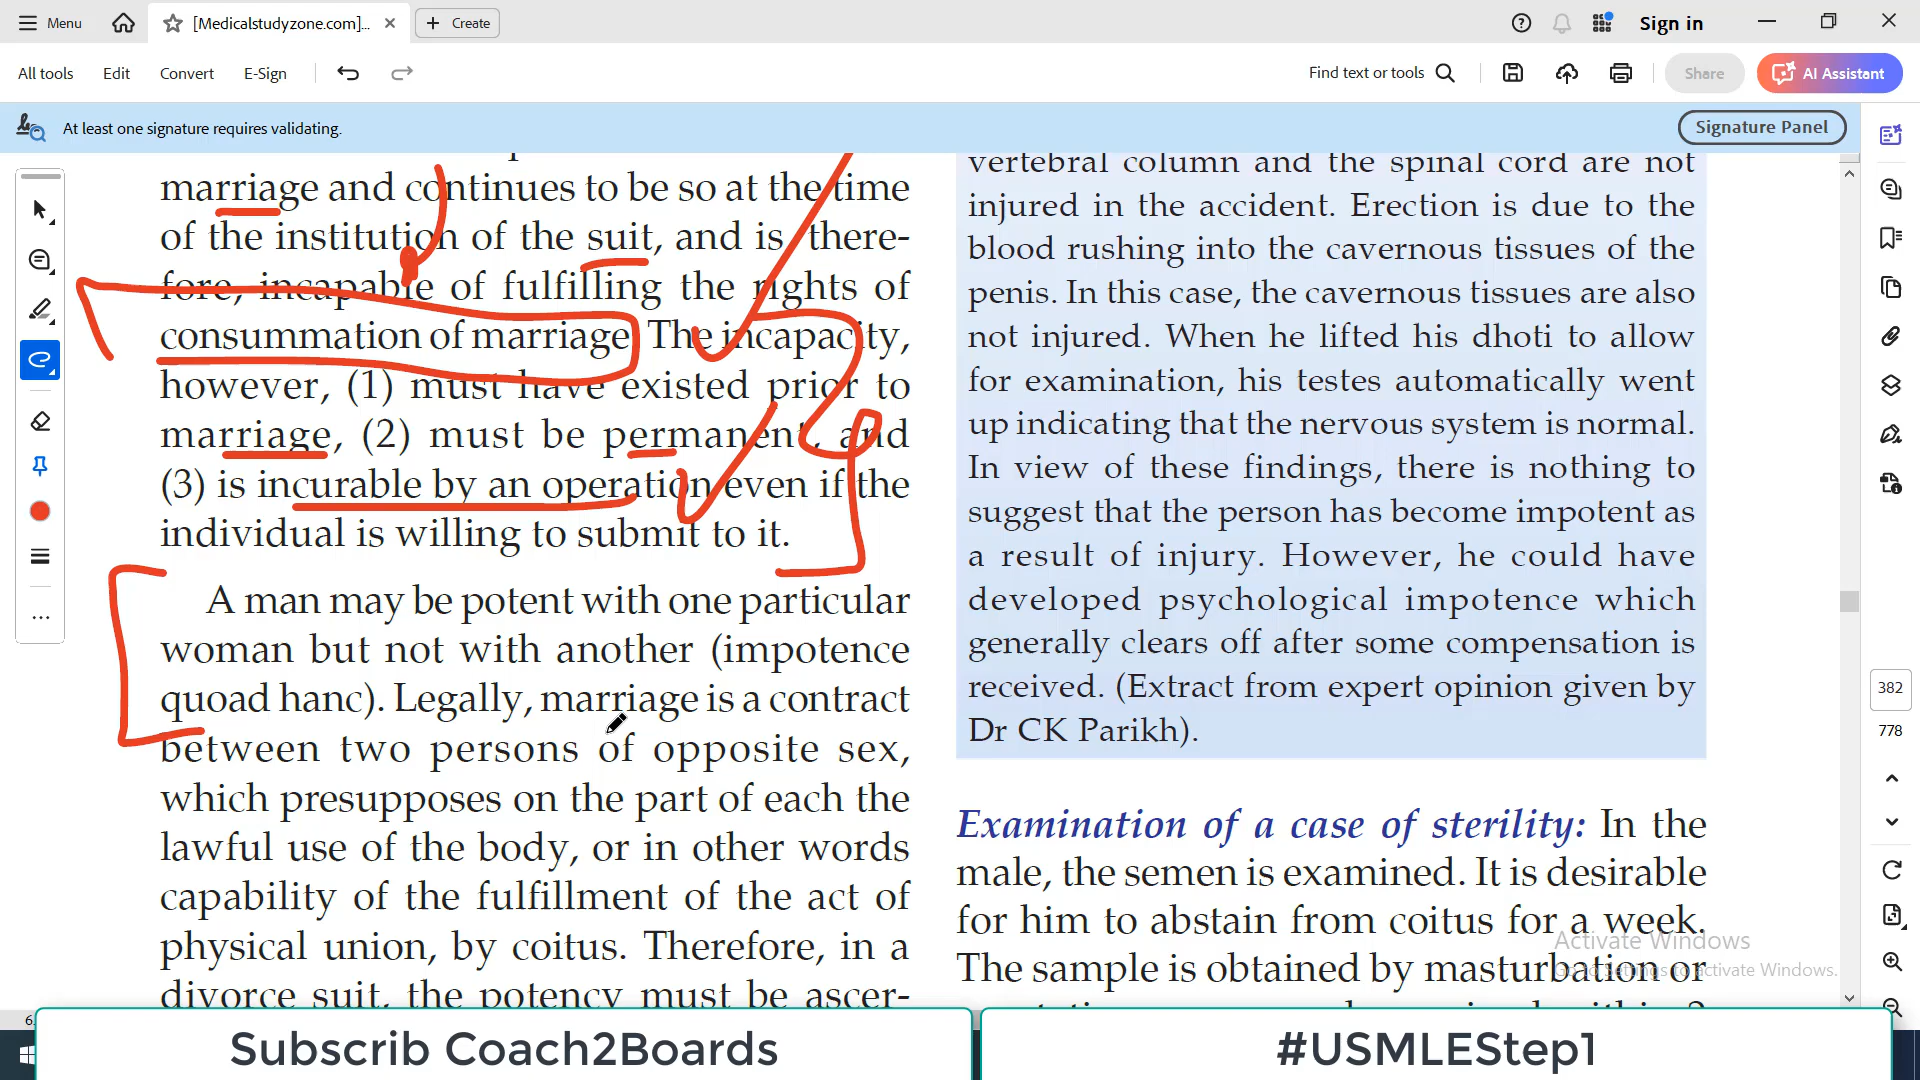 Menu
[Medicalstudyzone.com]...
Create
Sign in
All tools
Edit
Convert
E-Sign
Find text or tools
Share
AI Assistant
At least one signature requires validating.
Signature Panel
marriage and continues to be so at the time
of the institution of the suit, and is, there-
fore, incapable of fulfilling the rights of
consummation of marriage. The incapacity,
however, (1) must have existed prior to
marriage, (2) must be permanent, and
(3) is incurable by an operation even if the
individual is willing to submit to it.
A man may be potent with one particular
woman but not with another (impotence
quoad hanc). Legally, marriage is a contract
between two persons of opposite sex,
which presupposes on the part of each the
lawful use of the body, or in other words
capability of the fulfillment of the act of
physical union, by coitus. Therefore, in a
divorce suit, the potency must be ascer-
vertebral column and the spinal cord are not
injured in the accident. Erection is due to the
blood rushing into the cavernous tissues of the
penis. In this case, the cavernous tissues are also
not injured. When he lifted his dhoti to allow
for examination, his testes automatically went
up indicating that the nervous system is normal.
In view of these findings, there is nothing to
suggest that the person has become impotent as
a result of injury. However, he could have
developed psychological impotence which
generally clears off after some compensation is
received. (Extract from expert opinion given by
Dr CK Parikh).
Examination of a case of sterility: In the
male, the semen is examined. It is desirable
for him to abstain from coitus for a week.
The sample is obtained by masturbation or
382
778
Activate Windows
Go to Settings to activate Windows.
Subscrib Coach2Boards
#USMLEStep1